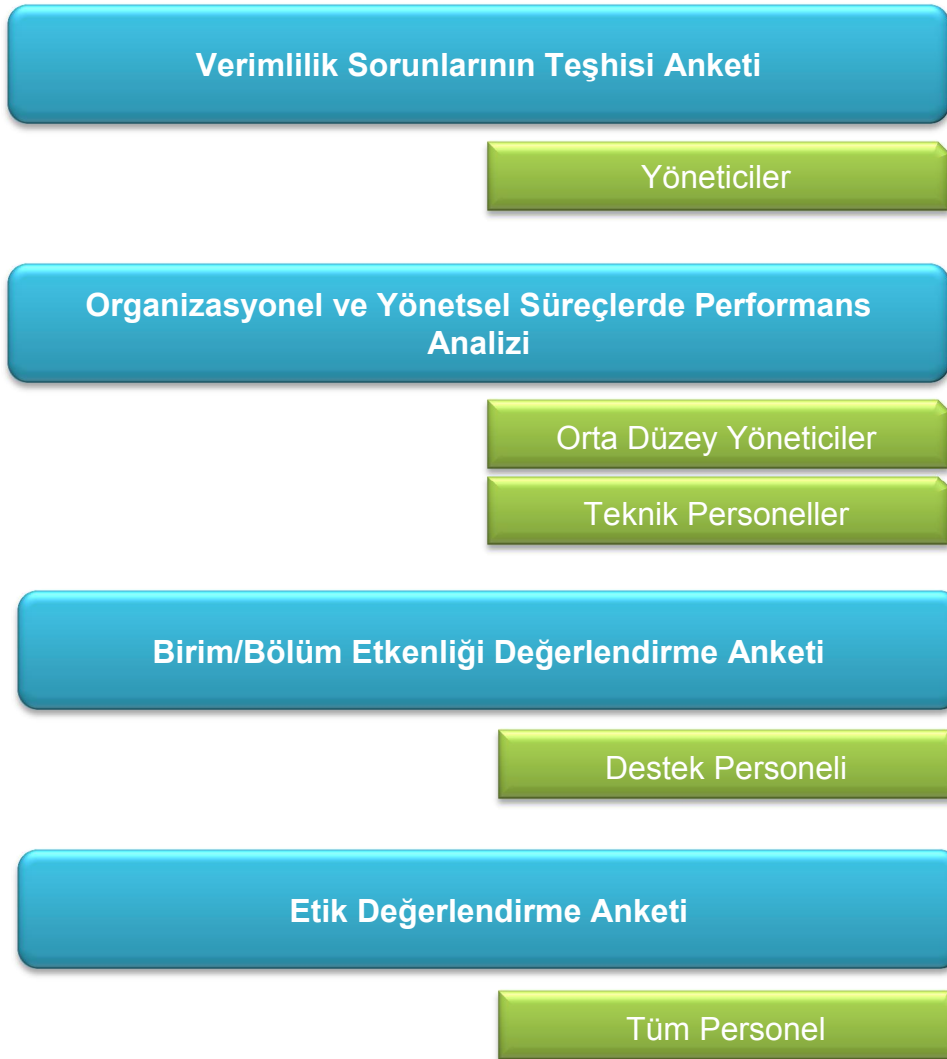 Verimlilik Sorunlarının Teşhisi Anketi
Yöneticiler
Organizasyonel ve Yönetsel Süreçlerde Performans
Analizi
Orta Düzey Yöneticiler
Teknik Personeller
Birim/Bölüm Etkenliği Değerlendirme Anketi
Destek Personeli
Etik Değerlendirme Anketi
Tüm Personel